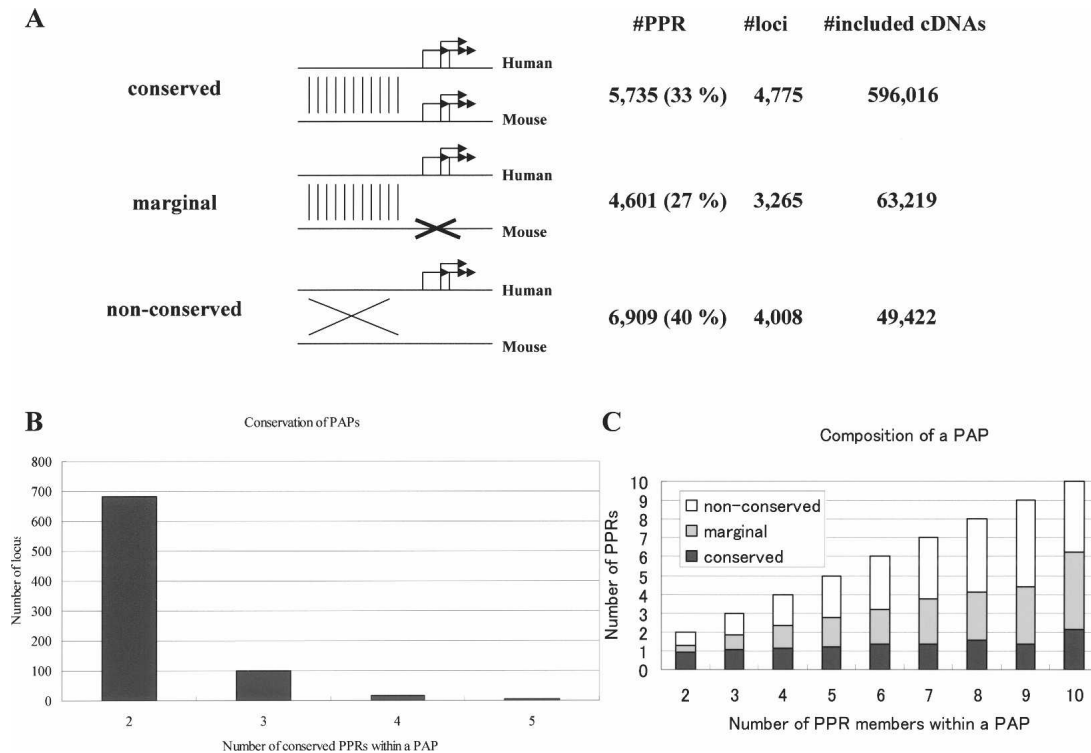 A
#PPR #loci #included cDNAs
conserved
Human
Mouse
5,735 (33 %) 4,775 596,016
marginal
Human
Mouse
4,601 (27 %) 3,265 63,219
non-conserved
Human
Mouse
6,909 (40 %) 4,008 49,422
B
Conservation of PAPs
Number of locus
800
700
600
500
400
300
200
100
0
2 3 4 5
Number of conserved PPRs within a PAP
C
Composition of a PAP
Number of PPRs
10
9
8
7
6
5
4
3
2
1
0
non-conserved
marginal
conserved
2 3 4 5 6 7 8 9 10
Number of PPR members within a PAP